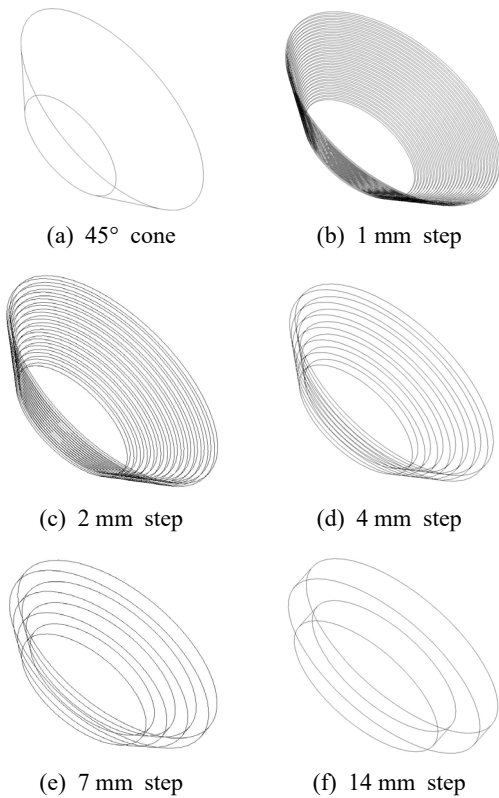 (a) 45° cone
(b) 1 mm step
(c) 2 mm step
(d) 4 mm step
(e) 7 mm step
(f) 14 mm step